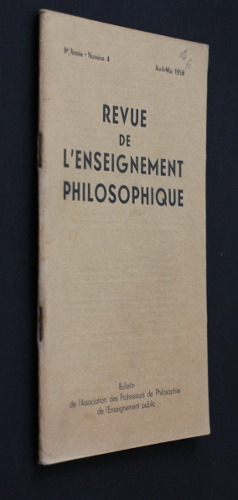 8e Année - Numéro 4
Avril-Mai 1958
REVUE
DE
L'ENSEIGNEMENT
PHILOSOPHIQUE
Bulletin
de l'Association des Professeurs de Philosophie
de l'Enseignement public